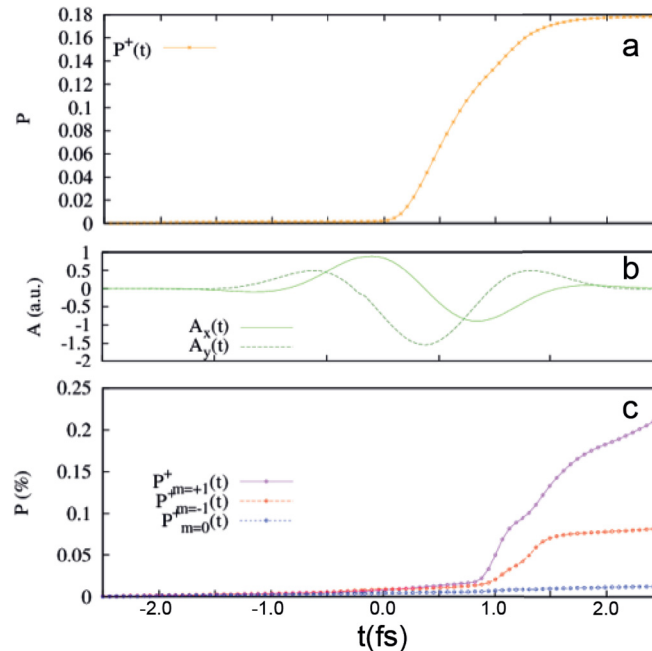 0.18
0.16
0.14
0.12
0.1
0.08
0.06
0.04
0.02
0
P
P⁺(t)
a
1
0.5
0
-0.5
-1
-1.5
-2
A (a.u.)
b
Aₓ(t)
A_y(t)
0.25
0.2
0.15
0.1
0.05
0
P (%)
c
P⁺m=+1(t)
P⁺m=-1(t)
P⁺m=0(t)
-2.0 -1.0 0.0 1.0 2.0
t(fs)